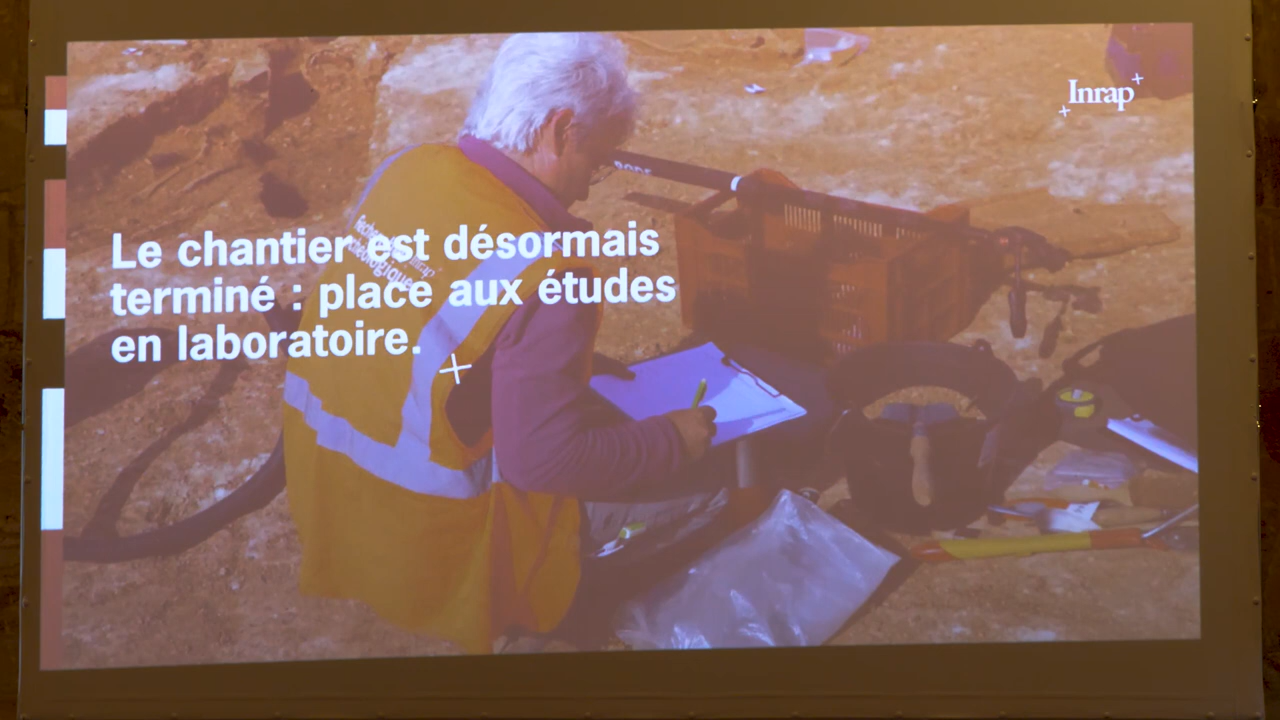 Inrap
Le chantier est désormais
terminé : place aux études
en laboratoire.